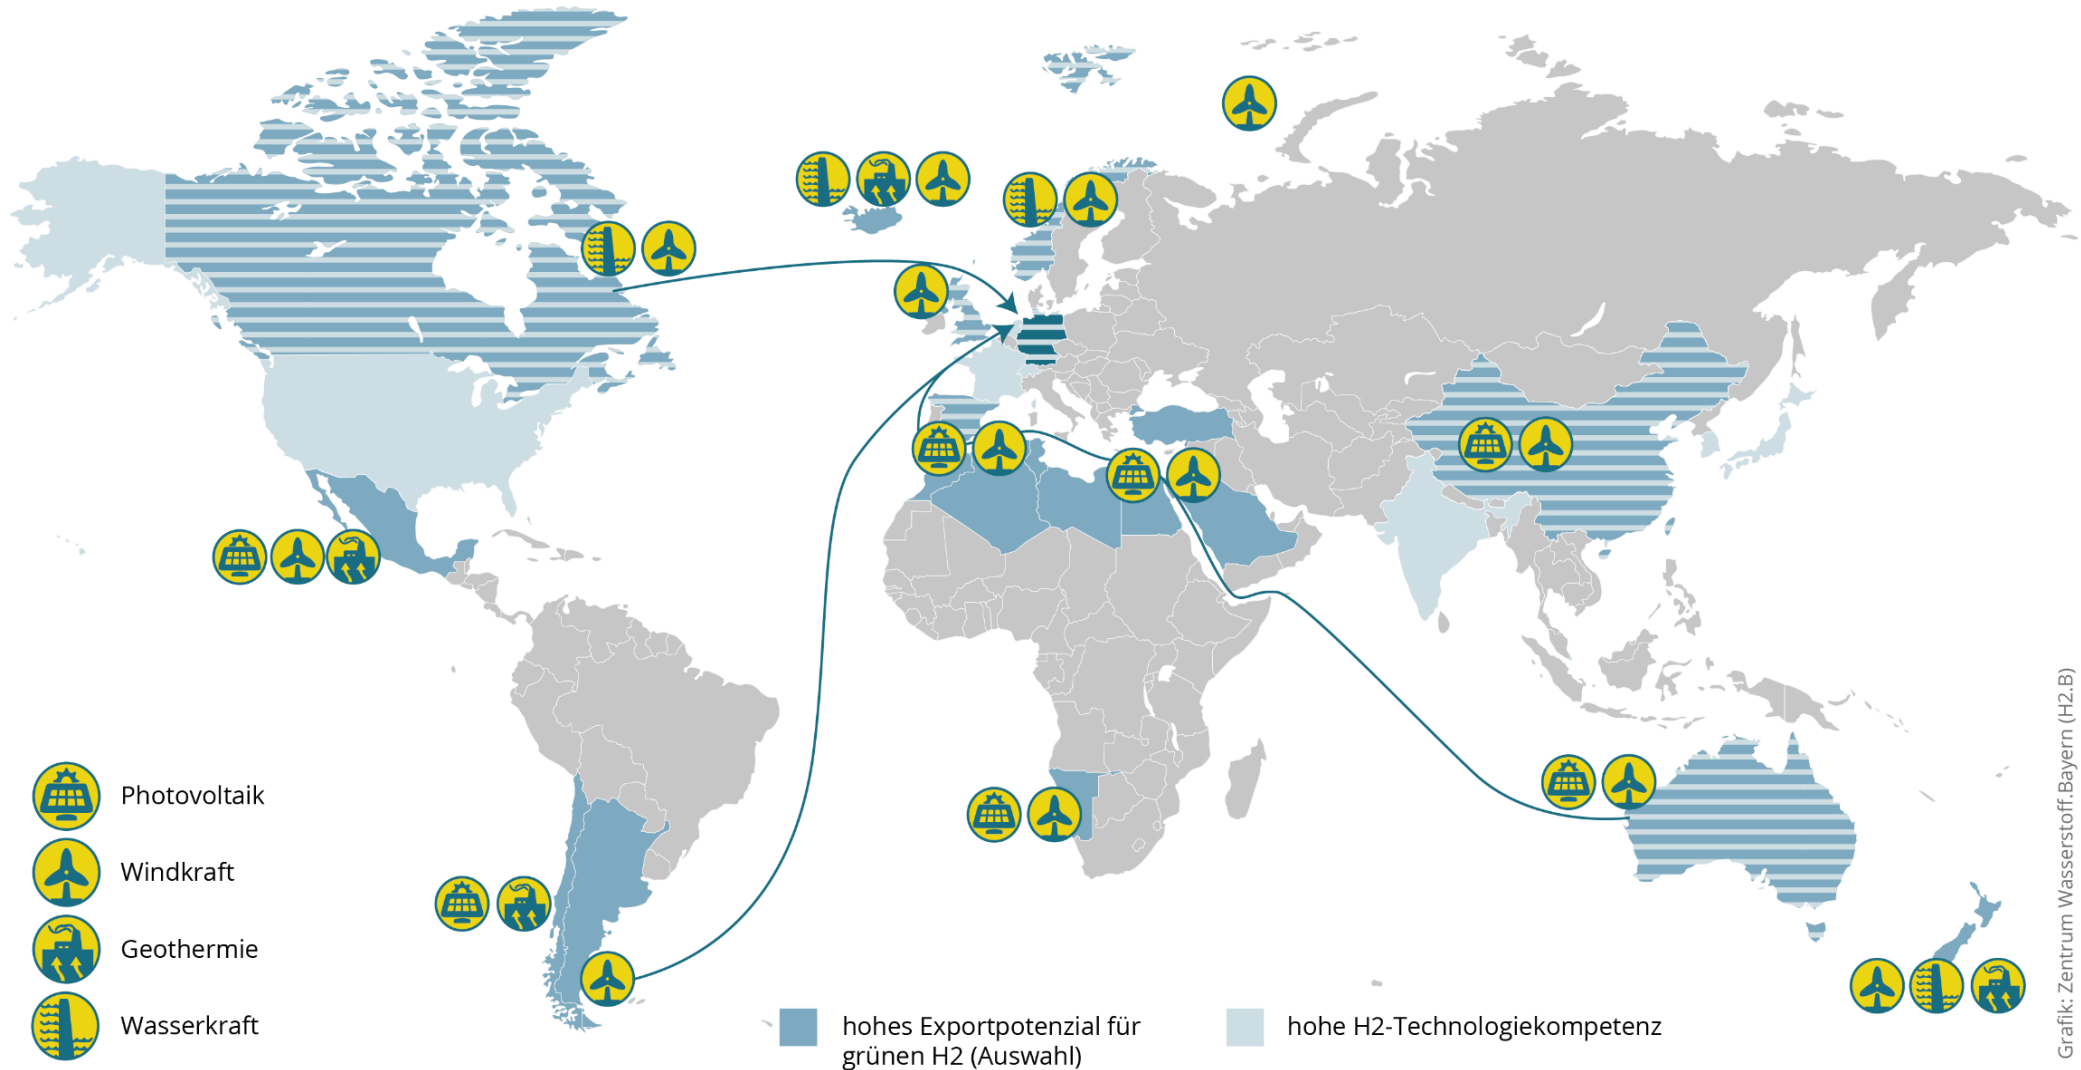 Photovoltaik
Windkraft
Geothermie
Wasserkraft
hohes Exportpotenzial für
grünen H2 (Auswahl)
hohe H2-Technologiekompetenz
Grafik: Zentrum Wasserstoff.Bayern (H2.B)